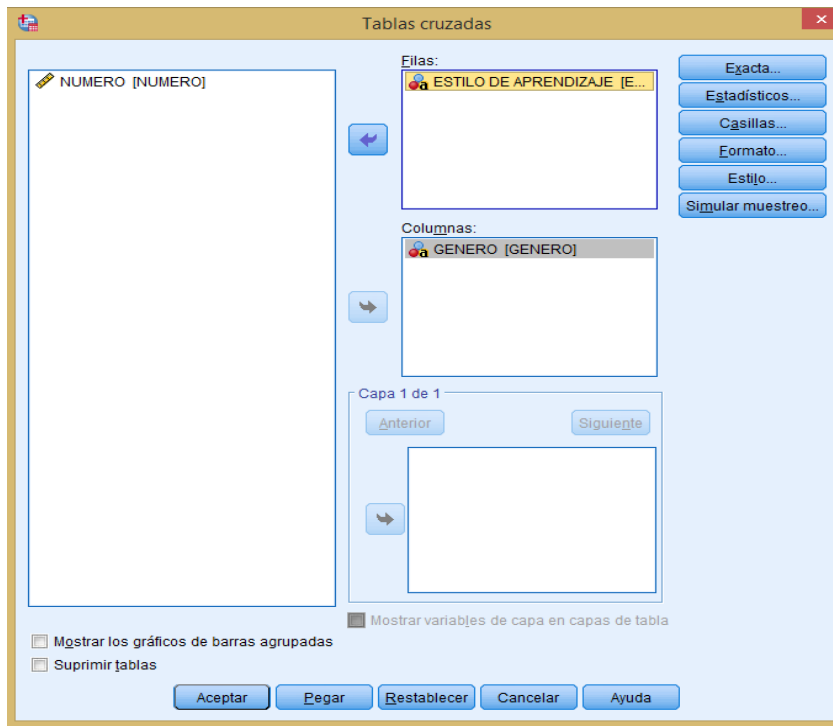 Tablas cruzadas
NUMERO [NUMERO]
Filas:
ESTILO DE APRENDIZAJE [E...
Columnas:
GENERO [GENERO]
Capa 1 de 1
Anterior
Siguiente
Mostrar variables de capa en capas de tabla
Exacta...
Estadísticos...
Casillas...
Formato...
Estilo...
Simular muestreo...
Mostrar los gráficos de barras agrupadas
Suprimir tablas
Aceptar
Pegar
Restablecer
Cancelar
Ayuda